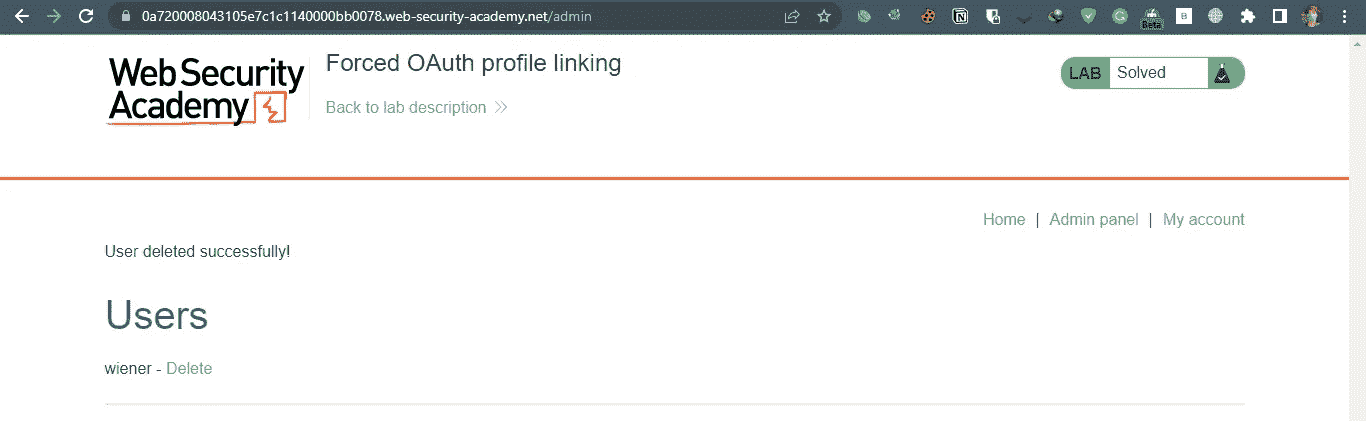 0a720008043105e7c1c1140000bb0078.web-security-academy.net/admin
Beta
Web Security
Academy
Forced OAuth profile linking
Back to lab description
LAB Solved
Home | Admin panel | My account
User deleted successfully!
Users
wiener - Delete